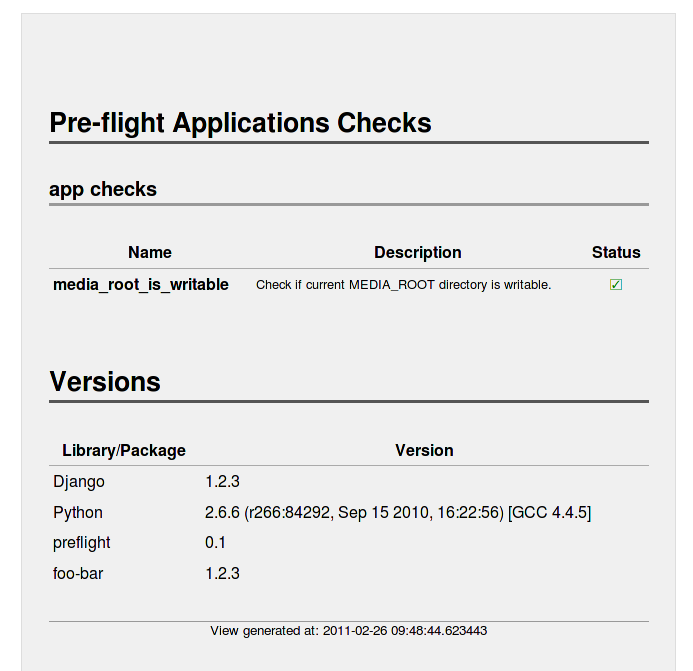 Pre-flight Applications Checks
app checks
Name Description Status
media_root_is_writable Check if current MEDIA_ROOT directory is writable. ✓
Versions
Library/Package Version
Django 1.2.3
Python 2.6.6 (r266:84292, Sep 15 2010, 16:22:56) [GCC 4.4.5]
preflight 0.1
foo-bar 1.2.3
View generated at: 2011-02-26 09:48:44.623443